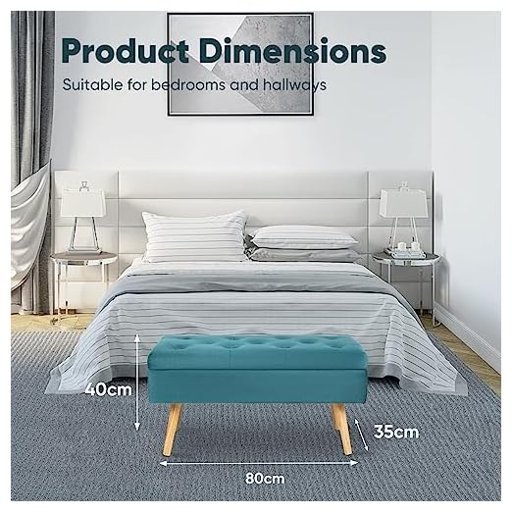 Product Dimensions
Suitable for bedrooms and hallways
40cm
35cm
80cm